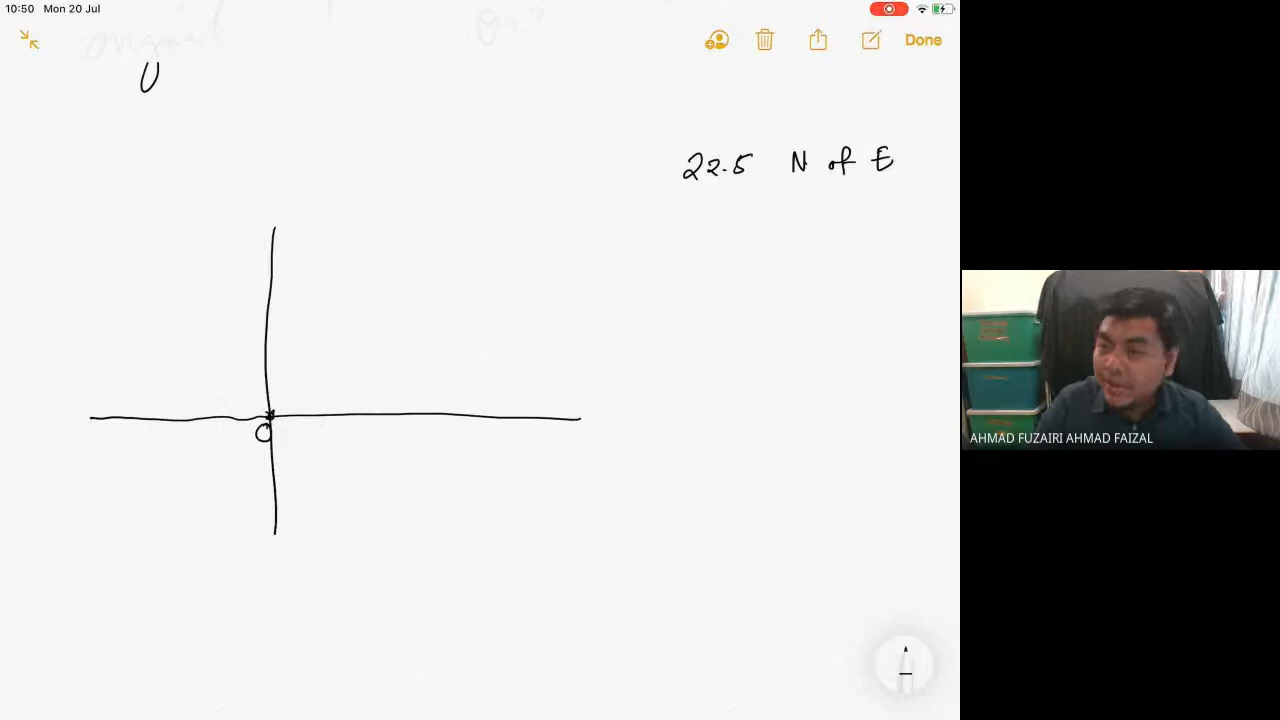 10:50 Mon 20 Jul
Done
U
22.5 N of E
O
AHMAD FUZAIRI AHMAD FAIZAL